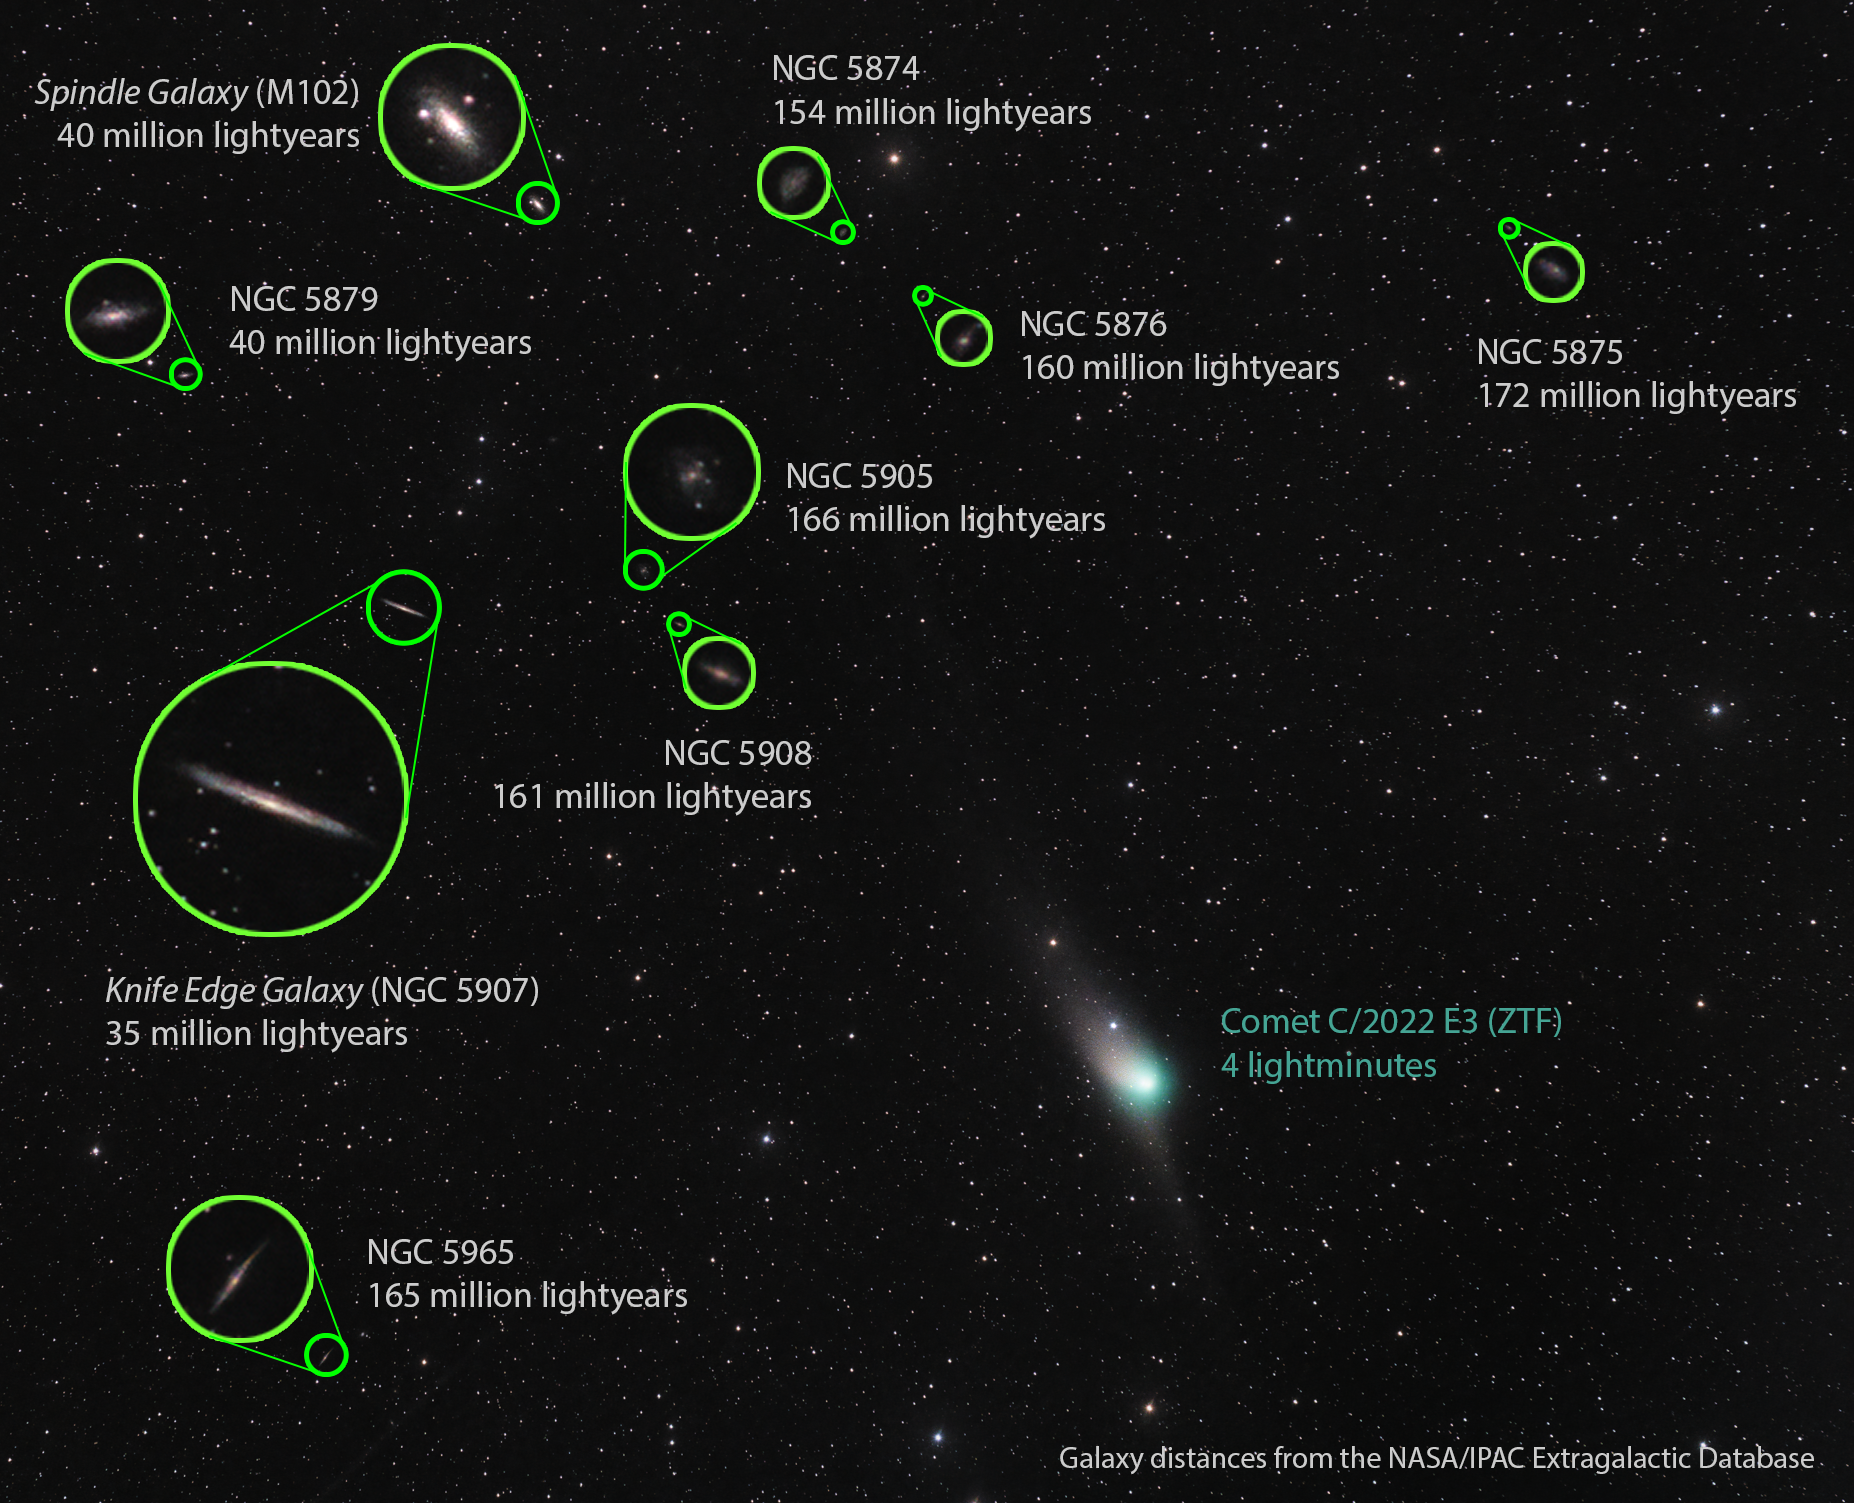 NGC 5874
154 million lightyears
Spindle Galaxy (M102)
40 million lightyears
NGC 5879
40 million lightyears
NGC 5876
160 million lightyears
NGC 5875
172 million lightyears
NGC 5905
166 million lightyears
NGC 5908
161 million lightyears
Knife Edge Galaxy (NGC 5907)
35 million lightyears
Comet C/2022 E3 (ZTF)
4 lightminutes
NGC 5965
165 million lightyears
Galaxy distances from the NASA/IPAC Extragalactic Database